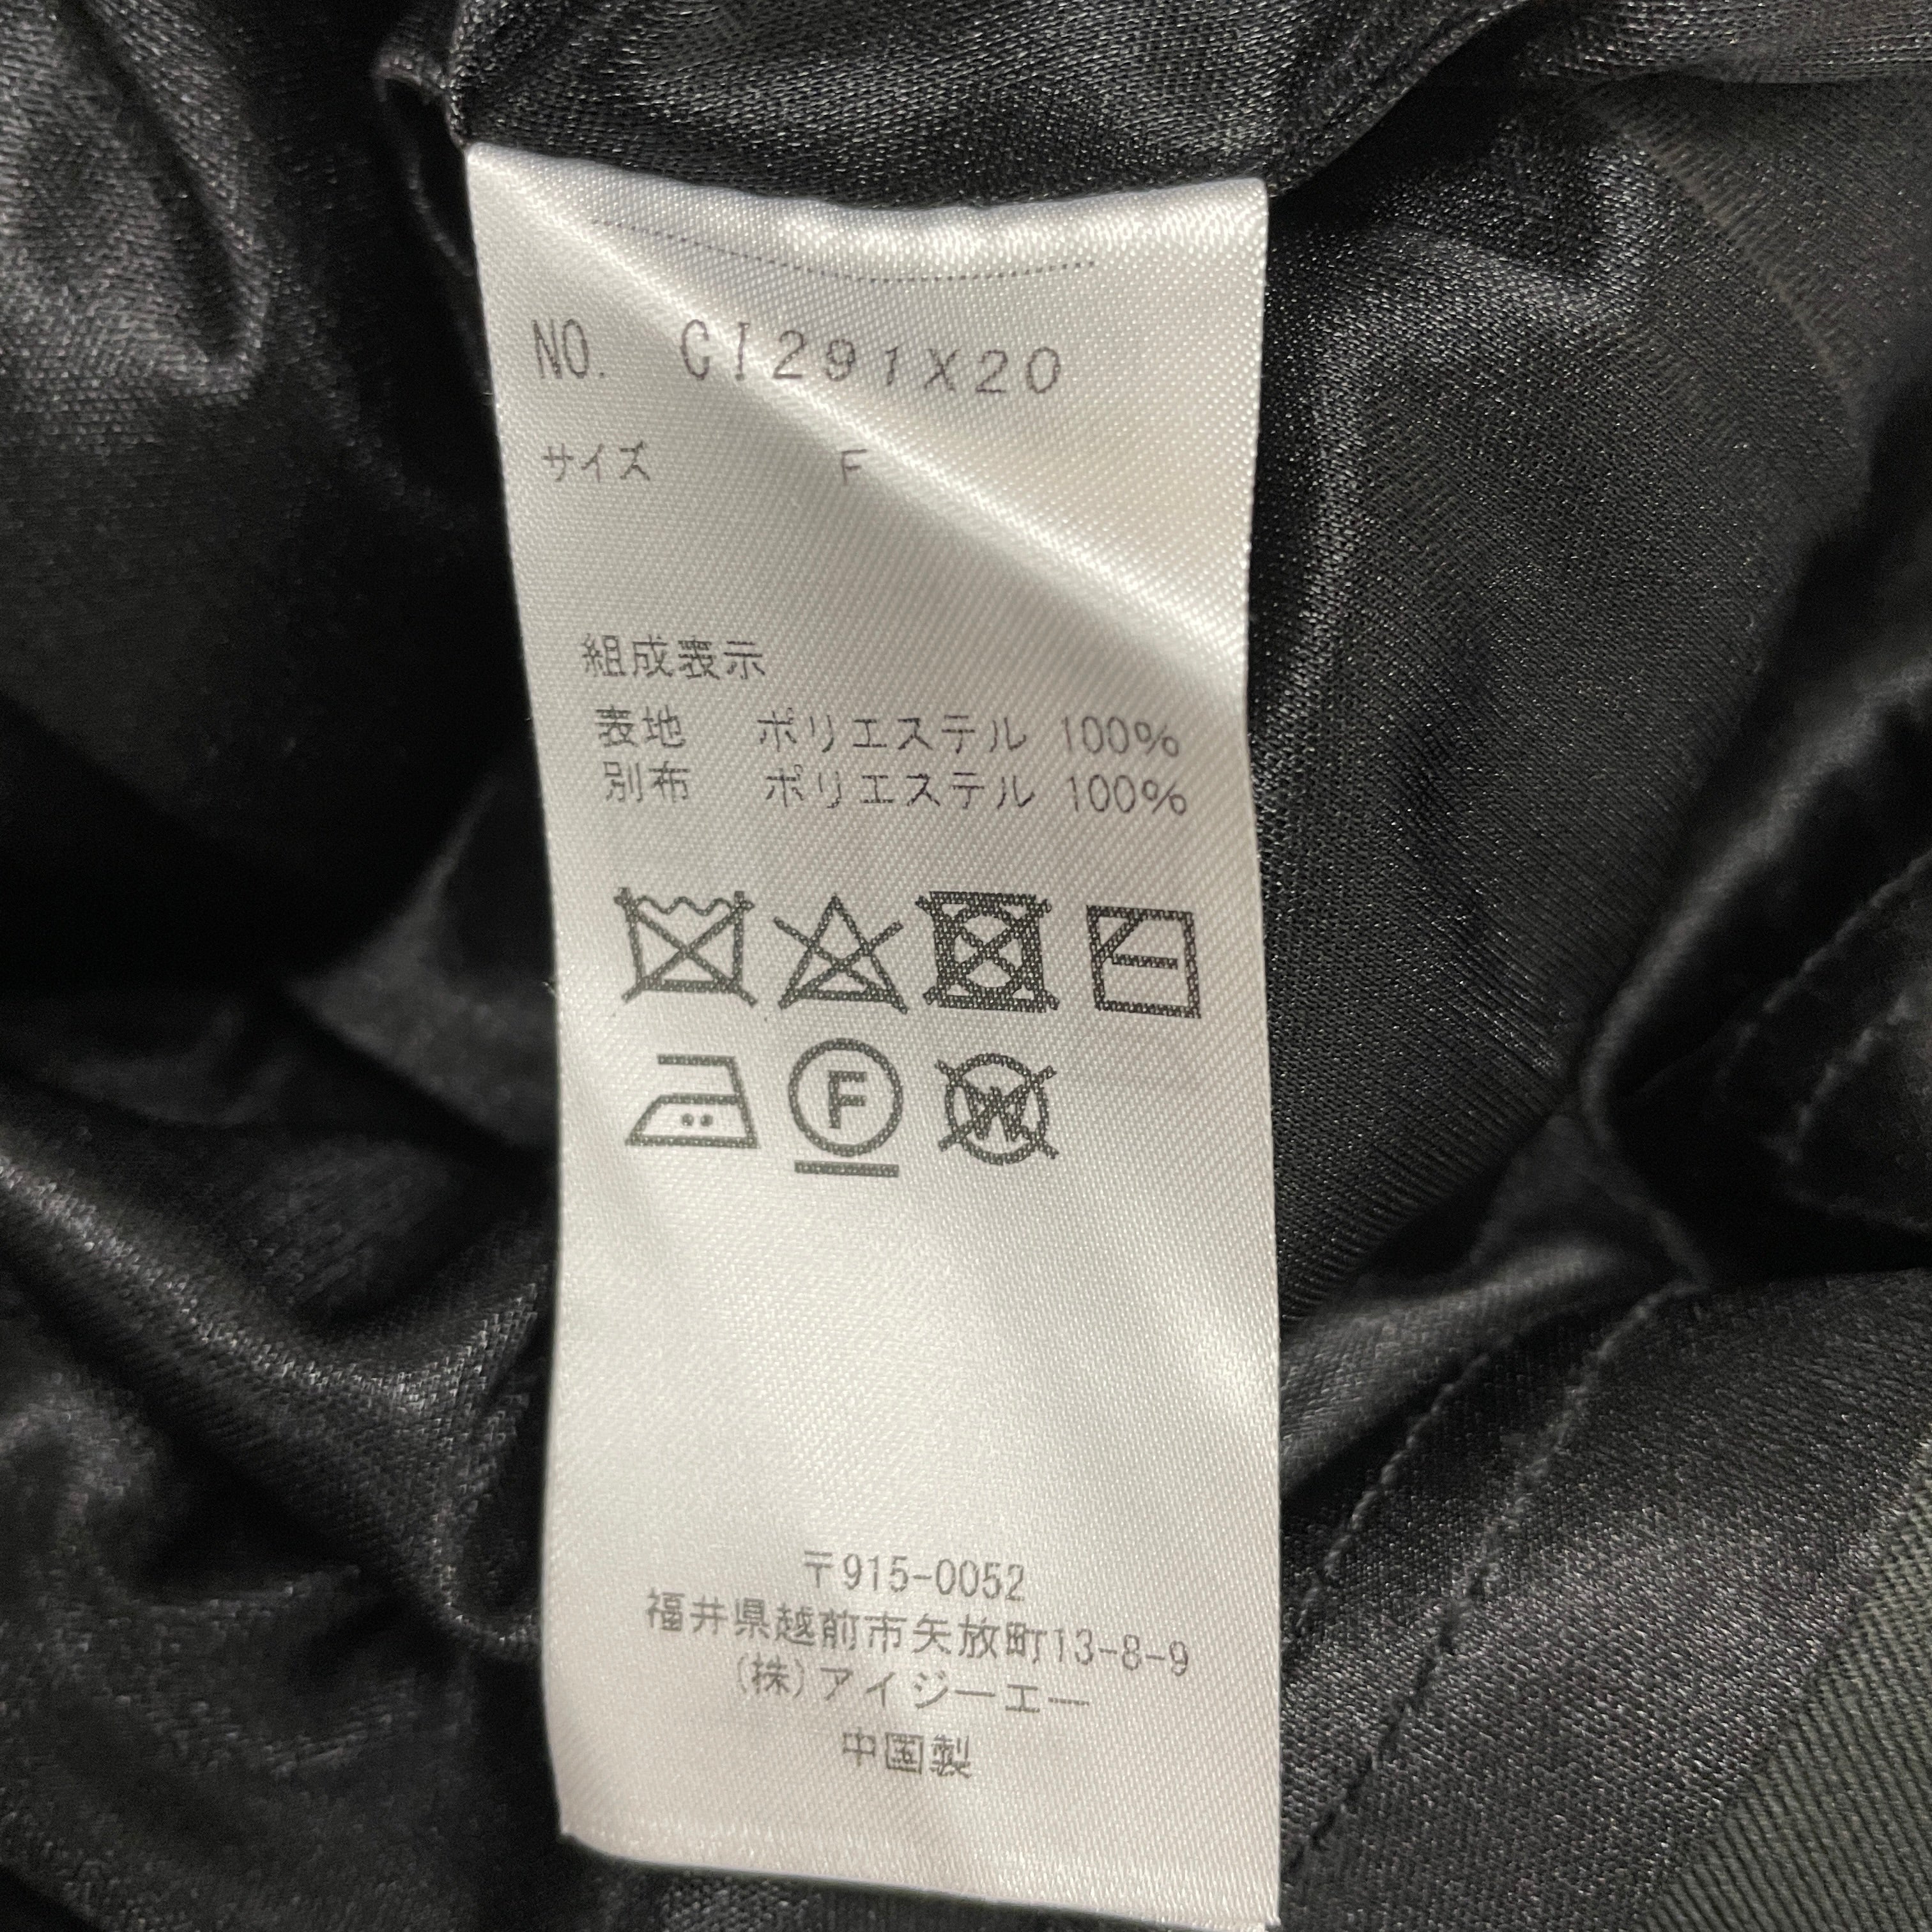 NO. CI291X20
サイズ F
組成表示
表地 ポリエステル 100%
別布 ポリエステル 100%
F W
〒915-0052
福井県越前市矢放町13-8-9
(株)アイジーエー
中国製